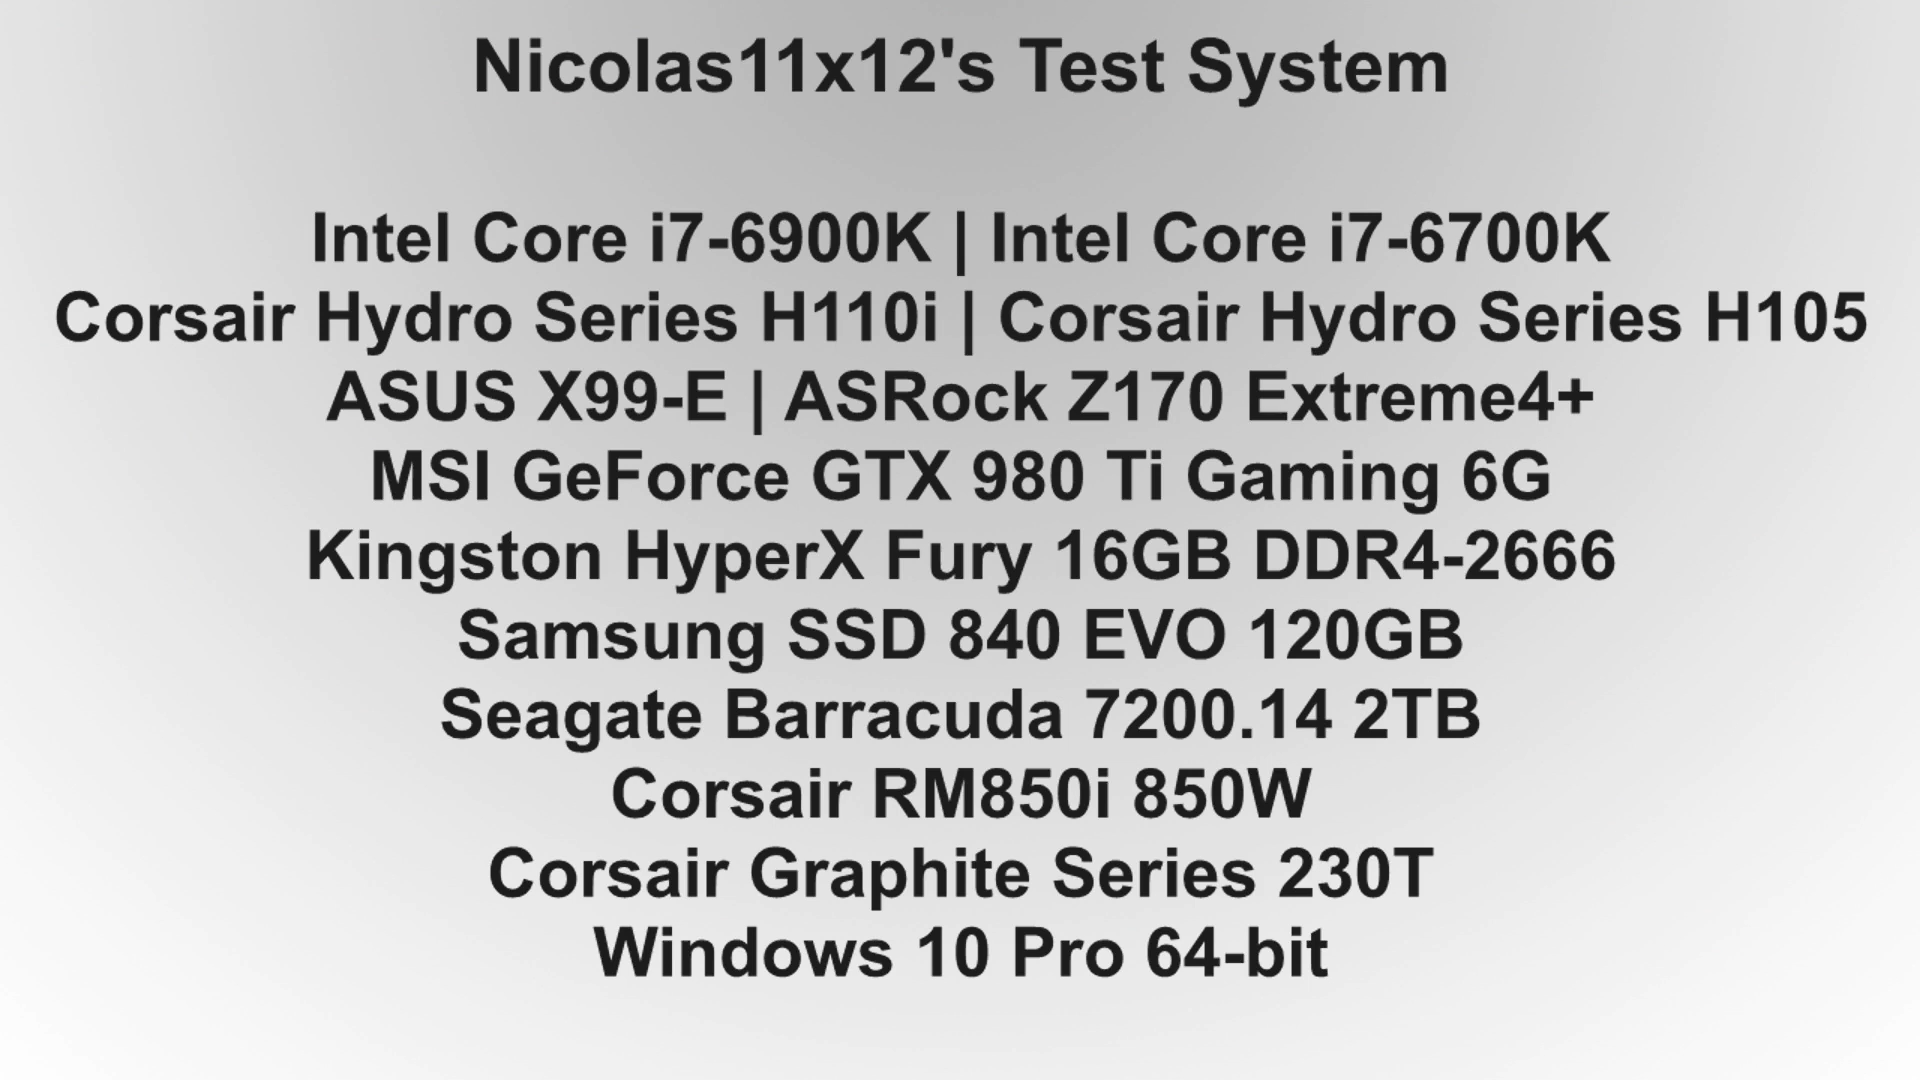 Nicolas11x12's Test System
Intel Core i7-6900K | Intel Core i7-6700K
Corsair Hydro Series H110i | Corsair Hydro Series H105
ASUS X99-E | ASRock Z170 Extreme4+
MSI GeForce GTX 980 Ti Gaming 6G
Kingston HyperX Fury 16GB DDR4-2666
Samsung SSD 840 EVO 120GB
Seagate Barracuda 7200.14 2TB
Corsair RM850i 850W
Corsair Graphite Series 230T
Windows 10 Pro 64-bit